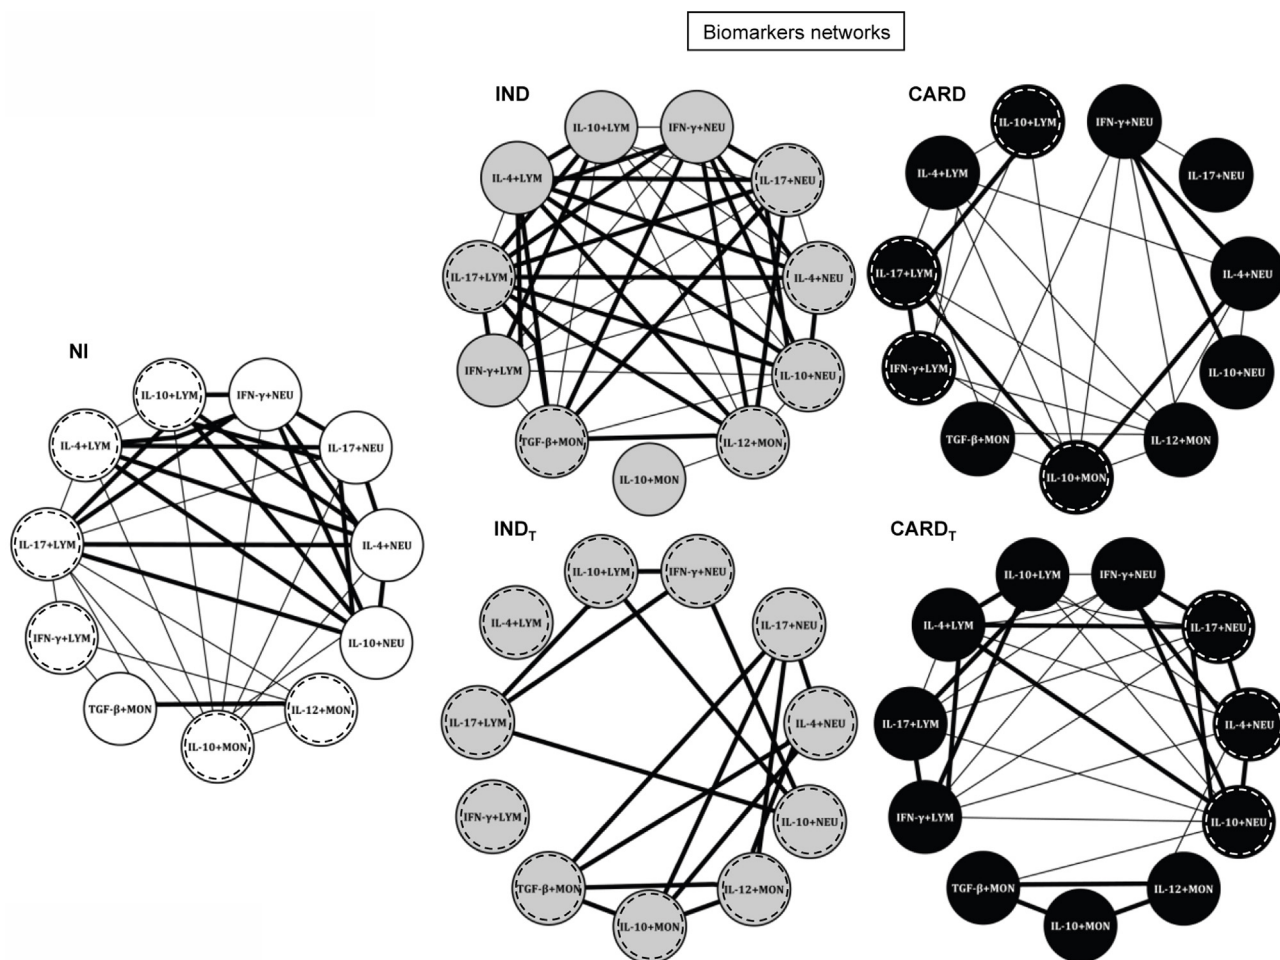 Biomarkers networks
IND
IL-10+LYM
IFN-γ+NEU
IL-4+LYM
IL-17+NEU
IL-17+LYM
IL-4+NEU
IFN-γ+LYM
IL-10+NEU
TGF-β+MON
IL-12+MON
IL-10+MON
CARD
IL-10+LYM
IFN-γ+NEU
IL-4+LYM
IL-17+NEU
IL-17+LYM
IL-4+NEU
IFN-γ+LYM
IL-10+NEU
TGF-β+MON
IL-12+MON
IL-10+MON
NI
IL-10+LYM
IFN-γ+NEU
IL-4+LYM
IL-17+NEU
IL-17+LYM
IL-4+NEU
IFN-γ+LYM
IL-10+NEU
TGF-β+MON
IL-12+MON
IL-10+MON
IND_T
IL-10+LYM
IFN-γ+NEU
IL-4+LYM
IL-17+NEU
IL-17+LYM
IL-4+NEU
IFN-γ+LYM
IL-10+NEU
TGF-β+MON
IL-12+MON
IL-10+MON
CARD_T
IL-10+LYM
IFN-γ+NEU
IL-4+LYM
IL-17+NEU
IL-17+LYM
IL-4+NEU
IFN-γ+LYM
IL-10+NEU
TGF-β+MON
IL-12+MON
IL-10+MON